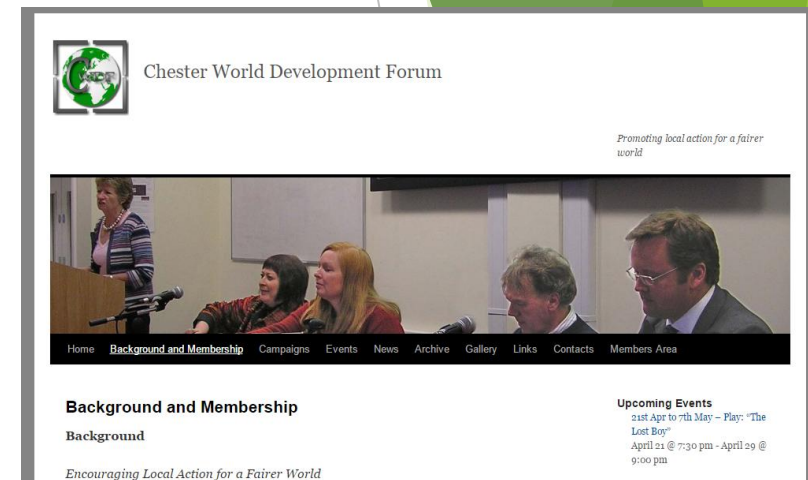 CWDF
Chester World Development Forum
Promoting local action for a fairer
world
Home Background and Membership Campaigns Events News Archive Gallery Links Contacts Members Area
Background and Membership
Background
Encouraging Local Action for a Fairer World
Upcoming Events
21st Apr to 7th May – Play: “The
Lost Boy”
April 21 @ 7:30 pm - April 29 @
9:00 pm